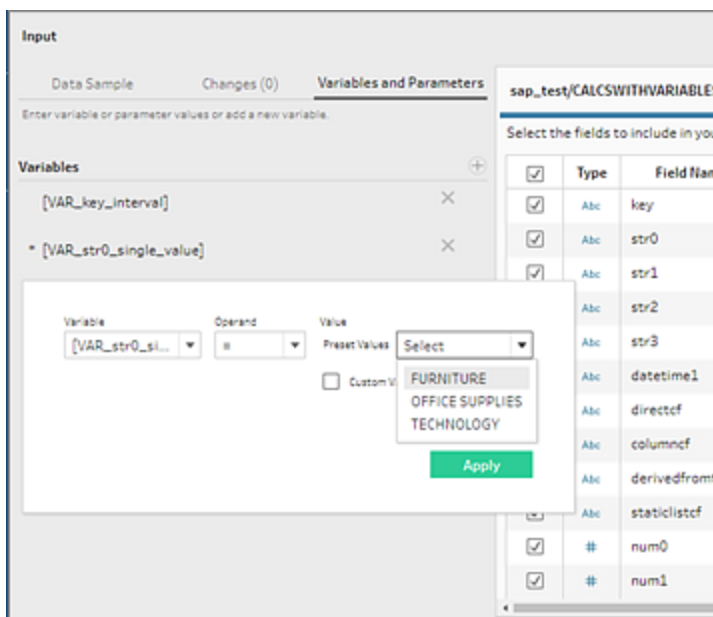 Input
Data Sample Changes (0) Variables and Parameters
Enter variable or parameter values or add a new variable.
Variables
[VAR_key_interval]
* [VAR_str0_single_value]
Variable Operand Value
[VAR_str0_si... = Preset Values Select
Custom V
FURNITURE
OFFICE SUPPLIES
TECHNOLOGY
Apply
sap_test/CALCSWITHVARIABLES
Select the fields to include in you
Type Field Nam
Abc key
Abc str0
str1
Abc str2
Abc str3
Abc datetime1
Abc directcf
Abc columncf
Abc derivedfrom
Abc staticlistcf
# num0
# num1